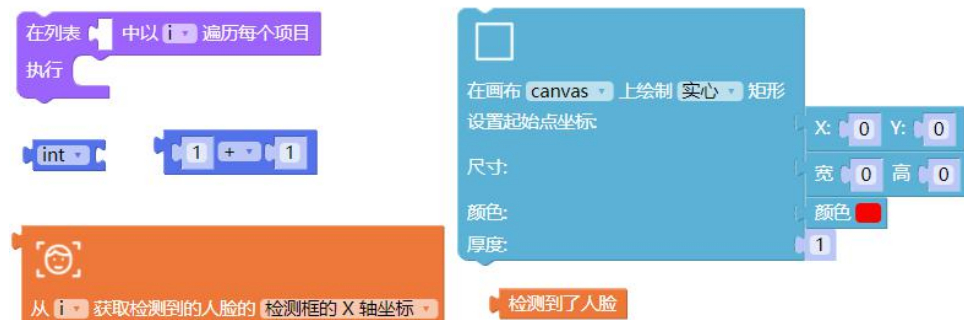 在列表 中以 i 遍历每个项目
执行
int
1 + 1
从 i 获取检测到的人脸的 检测框的 X 轴坐标
在画布 canvas 上绘制 实心 矩形
设置起始点坐标:
X: 0 Y: 0
尺寸:
宽 0 高 0
颜色:
颜色
厚度:
1
检测到了人脸